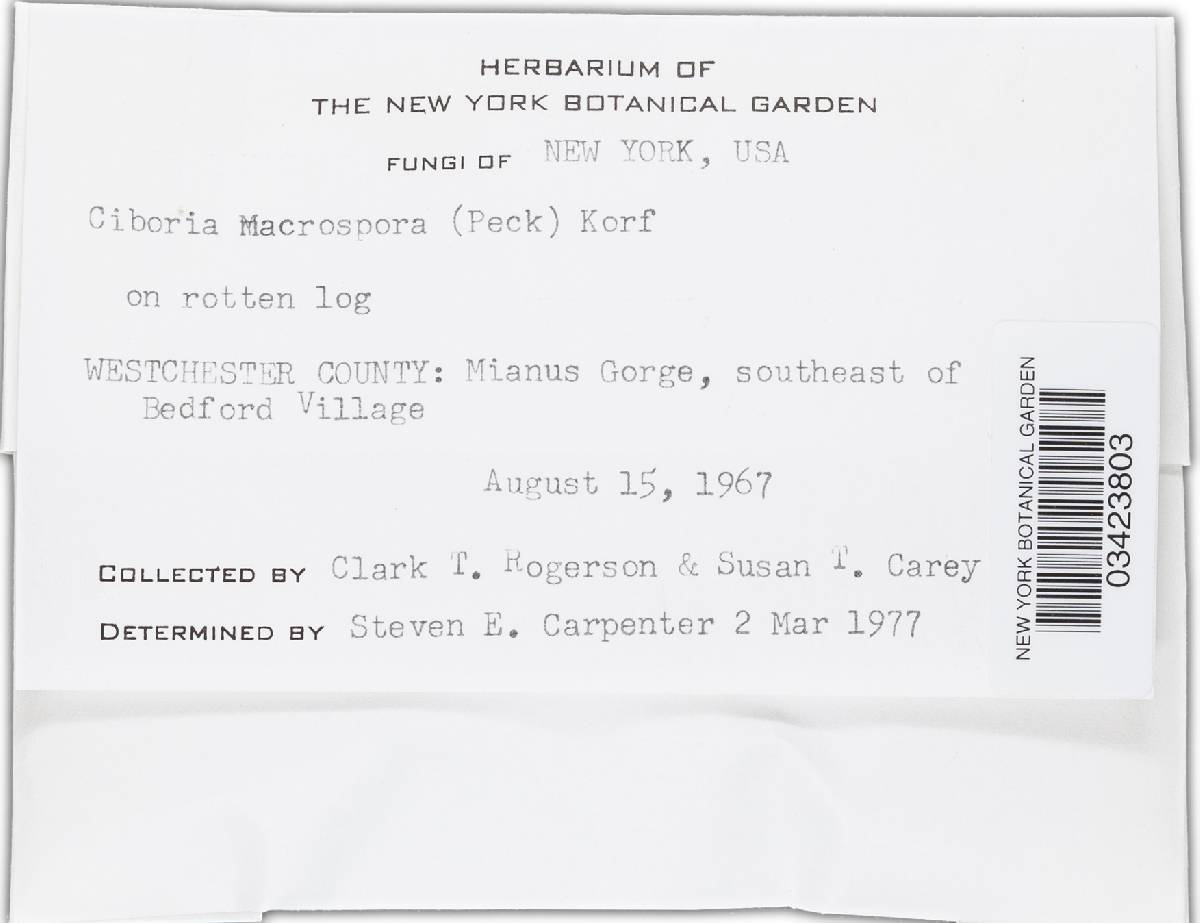 HERBARIUM OF
THE NEW YORK BOTANICAL GARDEN
FUNGI OF NEW YORK, USA
Ciboria Macrospora (Peck) Korf
on rotten log
WESTCHESTER COUNTY: Mianus Gorge, southeast of
Bedford Village
August 15, 1967
COLLECTED BY Clark T. Rogerson & Susan T. Carey
DETERMINED BY Steven E. Carpenter 2 Mar 1977
NEW YORK BOTANICAL GARDEN
03423803